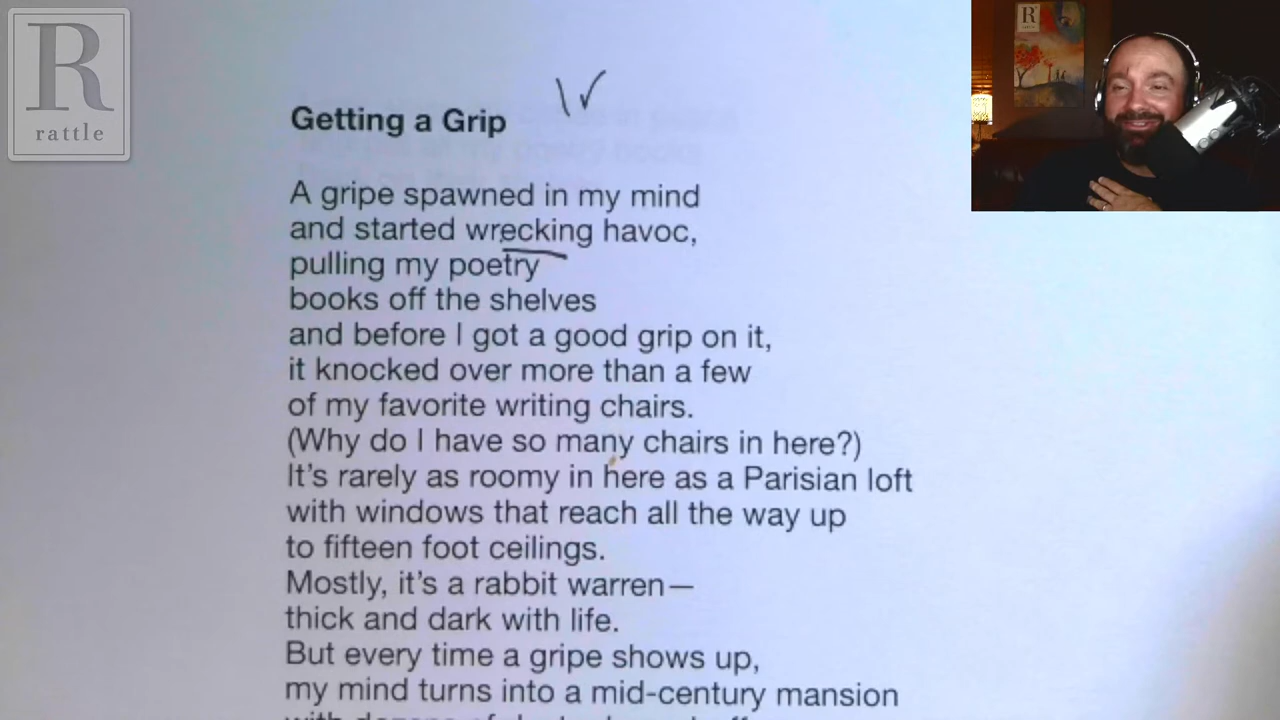 R
rattle
R
Getting a Grip
A gripe spawned in my mind
and started wrecking havoc,
pulling my poetry
books off the shelves
and before I got a good grip on it,
it knocked over more than a few
of my favorite writing chairs.
(Why do I have so many chairs in here?)
It's rarely as roomy in here as a Parisian loft
with windows that reach all the way up
to fifteen foot ceilings.
Mostly, it's a rabbit warren—
thick and dark with life.
But every time a gripe shows up,
my mind turns into a mid-century mansion